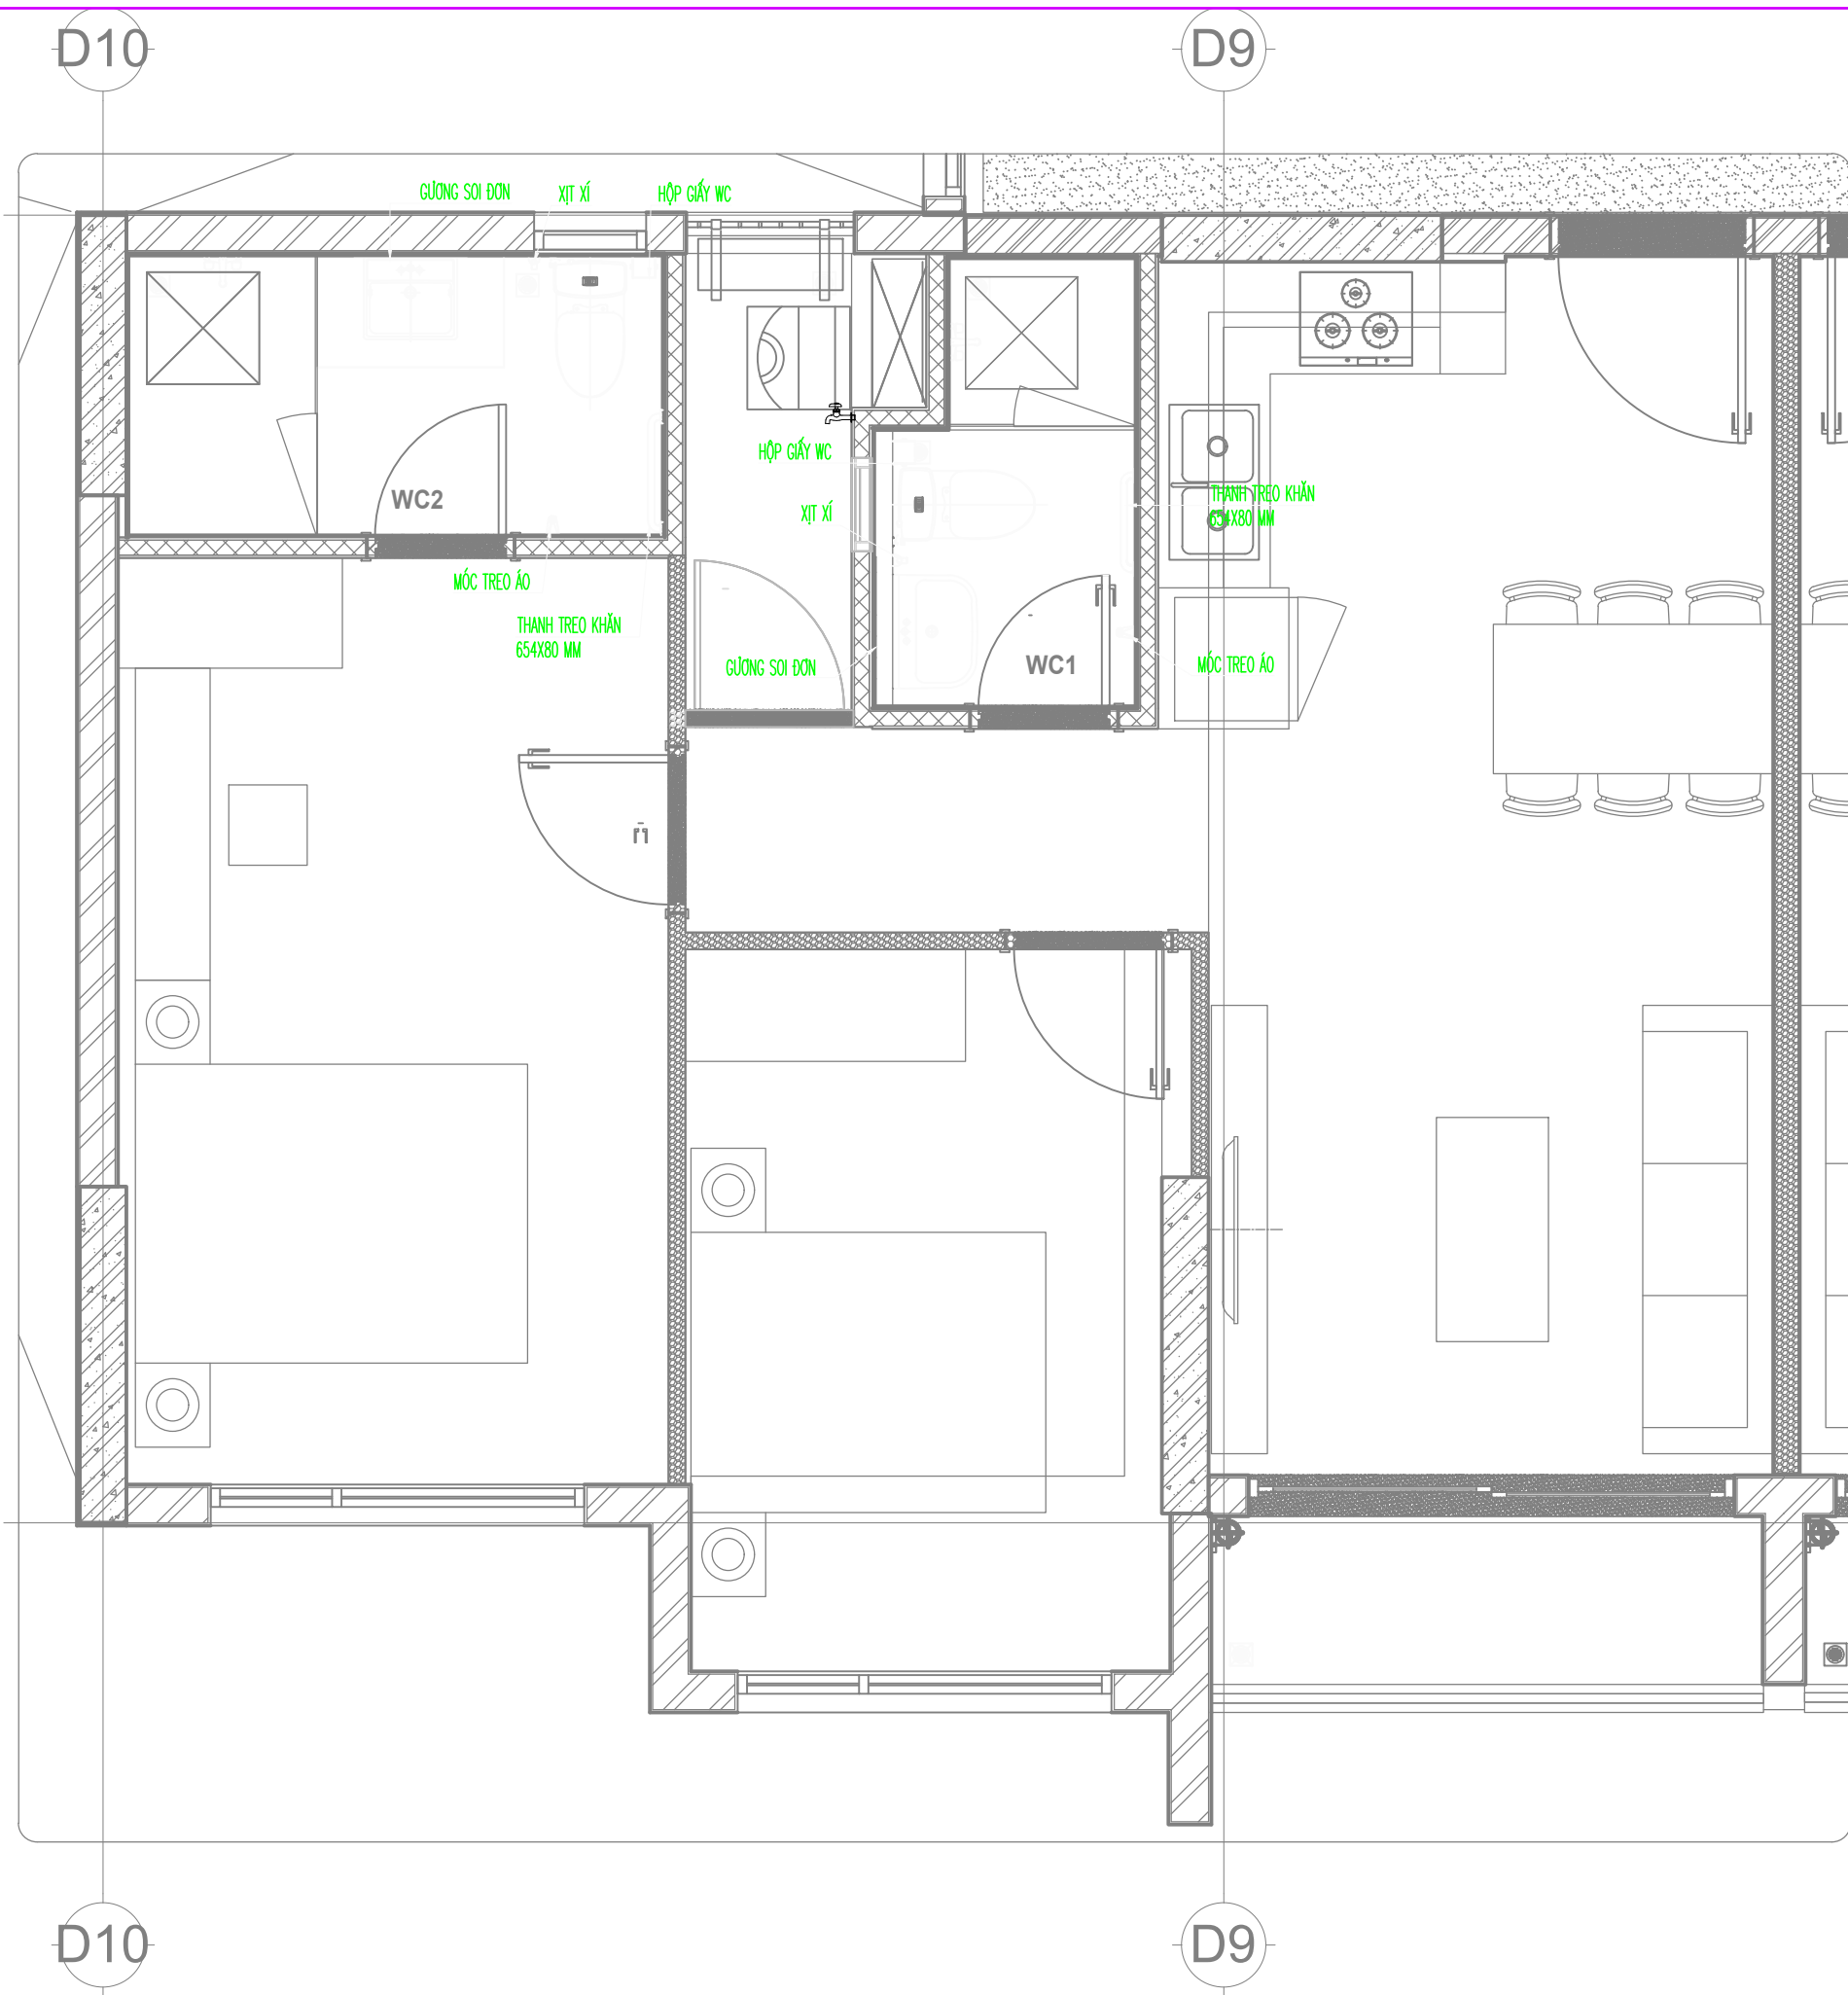 D10
D9
GƯƠNG SOI ĐƠN
XỊT XÍ
HỘP GIẤY WC
HỘP GIẤY WC
WC2
THANH TREO KHĂN
654X80 MM
XỊT XÍ
MÓC TREO ÁO
THANH TREO KHĂN
654X80 MM
GƯƠNG SOI ĐƠN
WC1
MÓC TREO ÁO
D10
D9